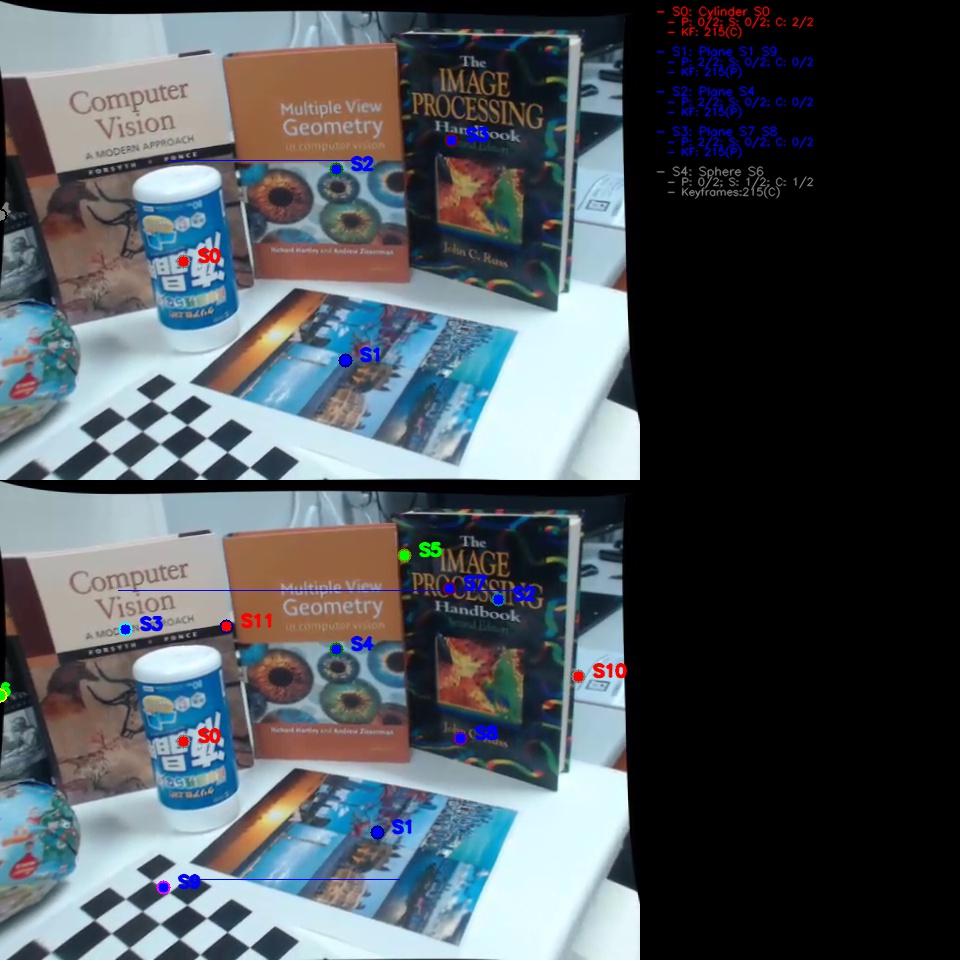 - S0: Cylinder S0
- P: 0/2; S: 0/2; C: 2/2
- KF: 215(C)
- S1: Plane S1 S9
- P: 2/2; S: 0/2; C: 0/2
- KF: 215(P)
- S2: Plane S4
- P: 2/2; S: 0/2; C: 0/2
- KF: 215(P)
- S3: Plane S7 S8
- P: 2/2; S: 0/2; C: 0/2
- KF: 215(P)
- S4: Sphere S6
- P: 0/2; S: 1/2; C: 1/2
- Keyframes:215(C)
Computer
Vision
A MODERN APPROACH
FORSYTH PONCE
Multiple View
Geometry
in computer vision
Richard Hartley and Andrew Zisserman
The
IMAGE
PROCESSING
Handbook
John C. Russ
S3
S2
S0
S1
Computer
Vision
PONCE
Multiple View
Geometry
in computer vision
Richard Hartley and Andrew Zisserman
The
IMAGE
PROCESSING
Handbook
Second Edition
John C. Russ
S5
S7
S2
S3
S11
S4
S10
S0
S8
S1
S9